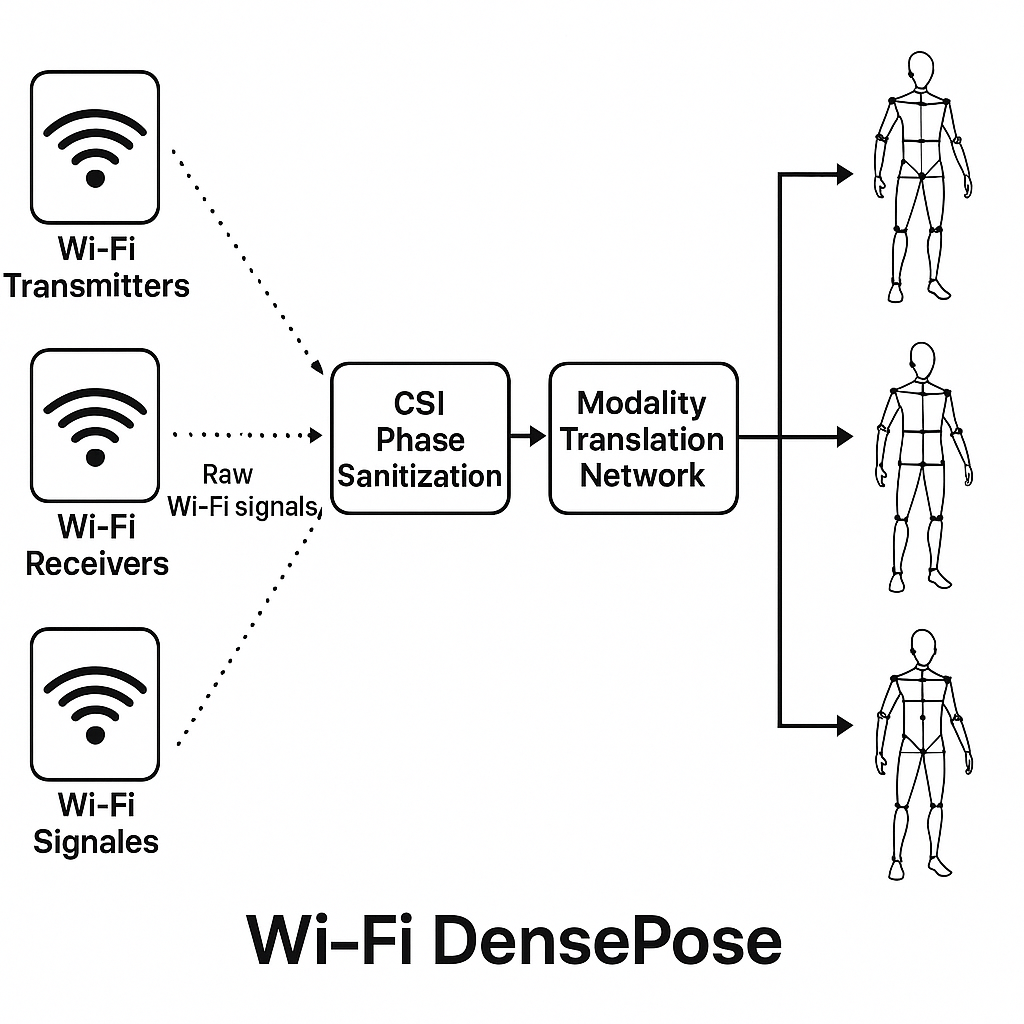 Wi-Fi
Transmitters
Wi-Fi
Receivers
Raw
Wi-Fi signals,
Wi-Fi
Signales
CSI
Phase
Sanitization
Modality
Translation
Network
Wi-Fi DensePose